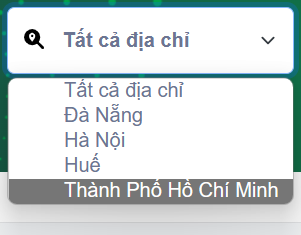 Tất cả địa chỉ
Tất cả địa chỉ
Đà Nẵng
Hà Nội
Huế
Thành Phố Hồ Chí Minh